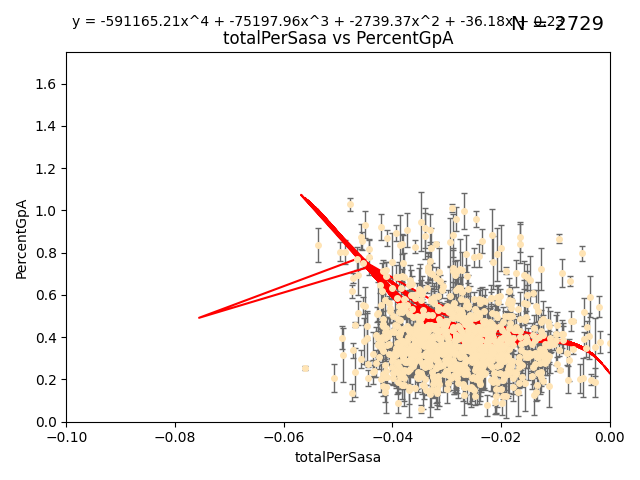 y = -591165.21x^4 + -75197.96x^3 + -2739.37x^2 + -36.18x + 0.23
N = 2729
totalPerSasa vs PercentGpA
PercentGpA
1.6
1.4
1.2
1.0
0.8
0.6
0.4
0.2
0.0
−0.10 −0.08 −0.06 −0.04 −0.02 0.00
totalPerSasa